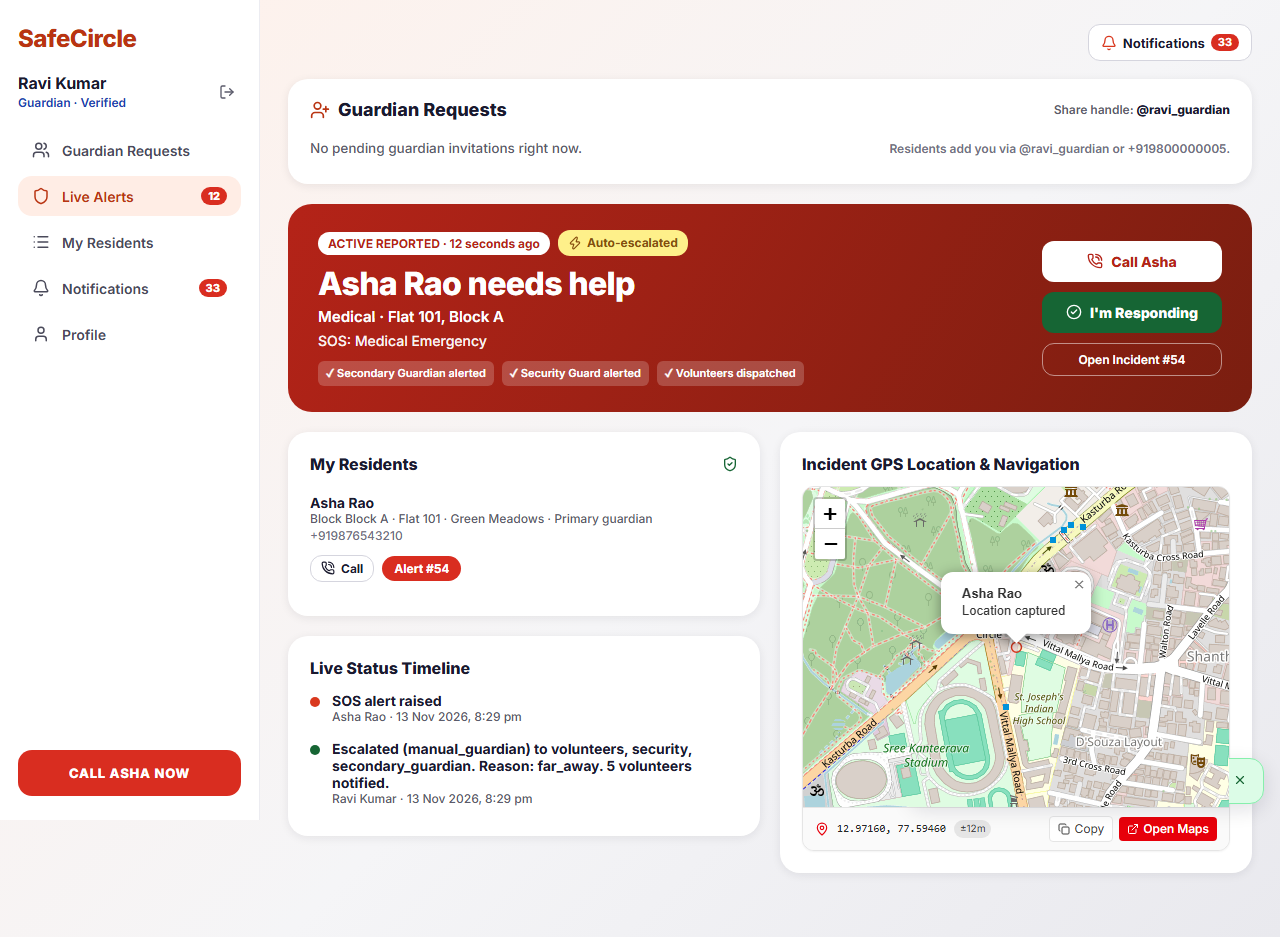 SafeCircle
Ravi Kumar
Guardian · Verified
Guardian Requests
Live Alerts 12
My Residents
Notifications 33
Profile
CALL ASHA NOW
Notifications 33
Guardian Requests
Share handle: @ravi_guardian
No pending guardian invitations right now.
Residents add you via @ravi_guardian or +919800000005.
ACTIVE REPORTED · 12 seconds ago
Auto-escalated
Asha Rao needs help
Medical · Flat 101, Block A
SOS: Medical Emergency
✓ Secondary Guardian alerted
✓ Security Guard alerted
✓ Volunteers dispatched
Call Asha
I'm Responding
Open Incident #54
My Residents
Asha Rao
Block Block A · Flat 101 · Green Meadows · Primary guardian
+919876543210
Call
Alert #54
Live Status Timeline
SOS alert raised
Asha Rao · 13 Nov 2026, 8:29 pm
Escalated (manual_guardian) to volunteers, security,
secondary_guardian. Reason: far_away. 5 volunteers
notified.
Ravi Kumar · 13 Nov 2026, 8:29 pm
Incident GPS Location & Navigation
+
−
Kasturba Ro
Kasturba Cross Road
Asha Rao
Location captured
×
Circle
Lavelle Road
Walton Road
H
Vittal Mallya Road
Shanth
Vittal M
St. Joseph's
Indian
High School
Kasturba Road
Sree Kanteerava
Stadium
Vittal Mallya Road
D'Souza Layout
3rd Cross Road
le Road
ॐ
ॐ
×
12.97160, 77.59460
±12m
Copy
Open Maps